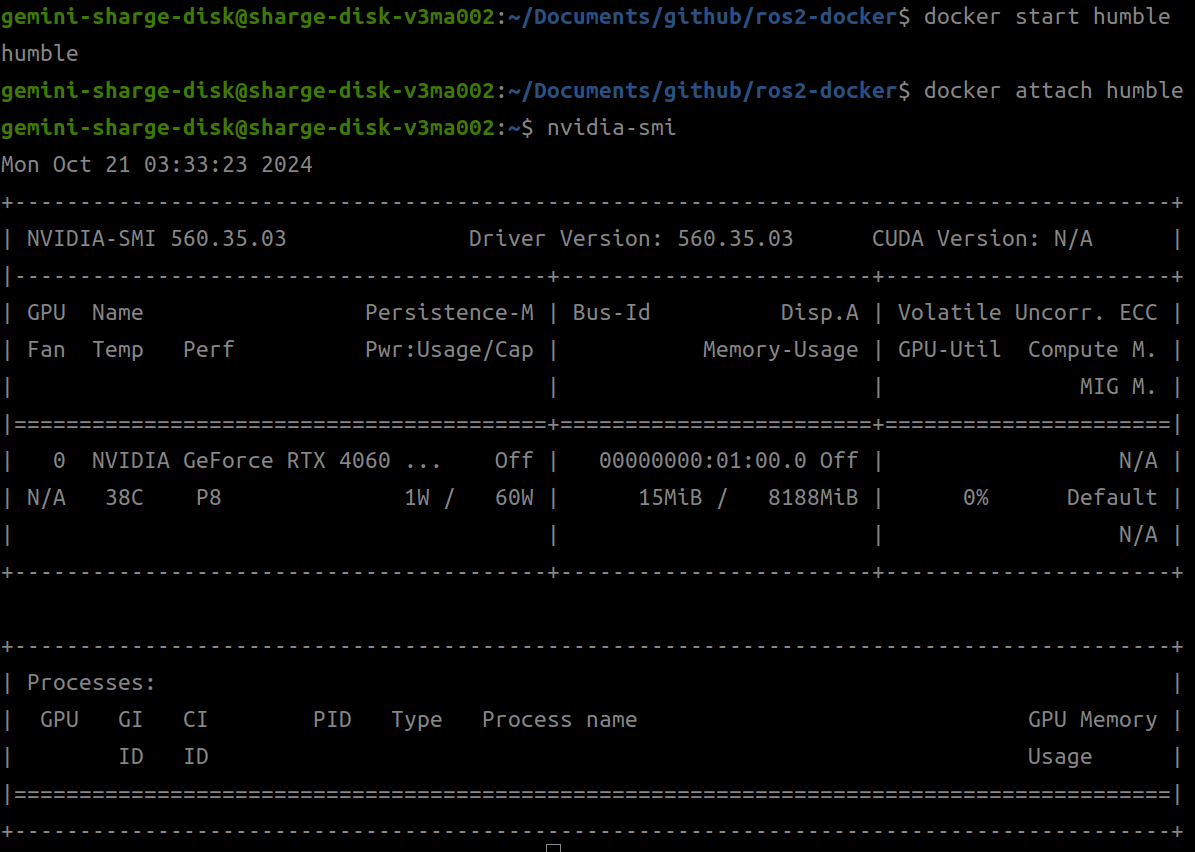 gemini-sharge-disk@sharge-disk-v3ma002:~/Documents/github/ros2-docker$ docker start humble
humble
gemini-sharge-disk@sharge-disk-v3ma002:~/Documents/github/ros2-docker$ docker attach humble
gemini-sharge-disk@sharge-disk-v3ma002:~$ nvidia-smi
Mon Oct 21 03:33:23 2024
+-----------------------------------------------------------------------------------------+
| NVIDIA-SMI 560.35.03              Driver Version: 560.35.03      CUDA Version: N/A      |
|-----------------------------------------+------------------------+----------------------+
| GPU  Name                 Persistence-M | Bus-Id          Disp.A | Volatile Uncorr. ECC |
| Fan  Temp   Perf          Pwr:Usage/Cap |           Memory-Usage | GPU-Util  Compute M. |
|                                         |                        |               MIG M. |
|=========================================+========================+======================|
|   0  NVIDIA GeForce RTX 4060 ...    Off |   00000000:01:00.0 Off |                  N/A |
| N/A   38C    P8             1W /   60W |      15MiB /   8188MiB |      0%      Default |
|                                         |                        |                  N/A |
+-----------------------------------------+------------------------+----------------------+
+-----------------------------------------------------------------------------------------+
| Processes:                                                                              |
|  GPU   GI   CI        PID   Type   Process name                              GPU Memory |
|        ID   ID                                                               Usage      |
|=========================================================================================|
+-----------------------------------------------------------------------------------------+